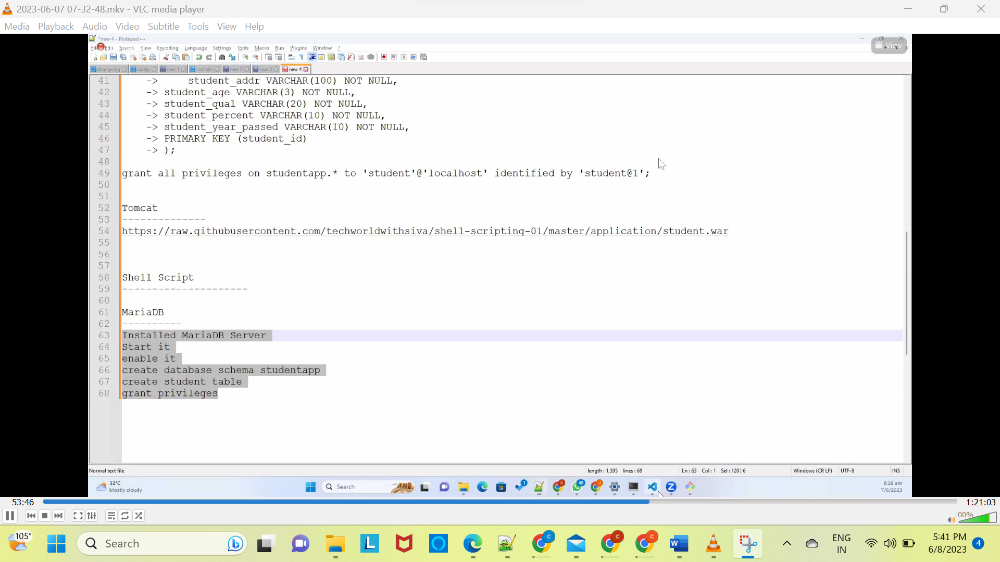 2023-06-07 07-32-48.mkv - VLC media player
Media Playback Audio Video Subtitle Tools View Help
*new 4 - Notepad++
Edit Search View Encoding Language Settings Tools Macro Run Plugins Window ?
View
change.log config new 1 mail.htm new 2 new 3 new 4
41 -> student_addr VARCHAR(100) NOT NULL,
42 -> student_age VARCHAR(3) NOT NULL,
43 -> student_qual VARCHAR(20) NOT NULL,
44 -> student_percent VARCHAR(10) NOT NULL,
45 -> student_year_passed VARCHAR(10) NOT NULL,
46 -> PRIMARY KEY (student_id)
47 -> );
48
49 grant all privileges on studentapp.* to 'student'@'localhost' identified by 'student@1';
50
51
52 Tomcat
53 --------------
54 https://raw.githubusercontent.com/techworldwithsiva/shell-scripting-01/master/application/student.war
55
56
57
58 Shell Script
59 ---------------------
60
61 MariaDB
62 ----------
63 Installed MariaDB Server
64 Start it
65 enable it
66 create database schema studentapp
67 create student table
68 grant privileges
Normal text file length : 1,395 lines : 68 Ln : 63 Col : 1 Sel : 120 | 6 Windows (CR LF) UTF-8 INS
32°C
Mostly cloudy
Search
1
48
8:26 am
7/6/2023
53:46
1:21:03
100%
105°
Search
ENG
IN
5:41 PM
6/8/2023
4